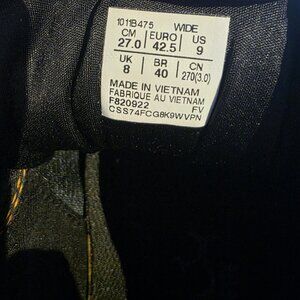 1011B475 WIDE
CM EURO US
27.0 42.5 9
UK BR CN
8 40 270(3.0)
MADE IN VIETNAM
FABRIQUE AU VIETNAM
F820922 FV
CSS74FCG8K9WVPN